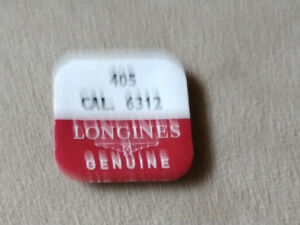 405
CAL. 6312
LONGINES
GENUINE